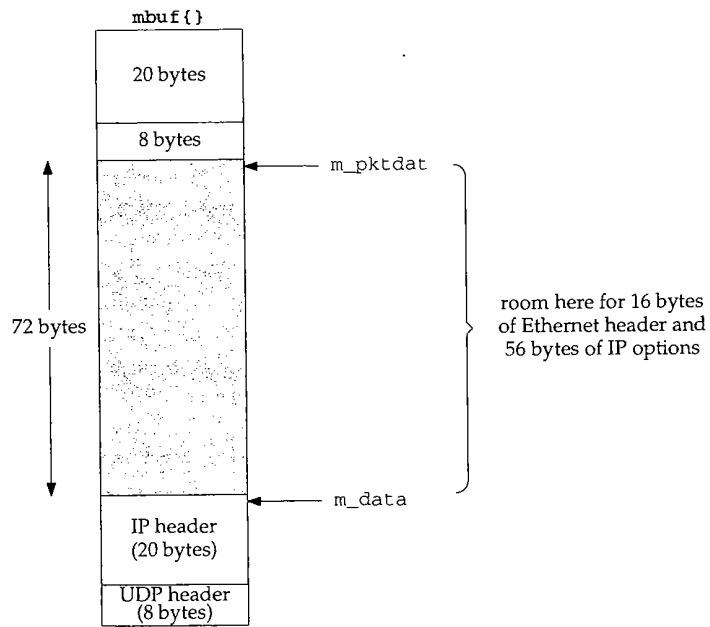 mbuf{}
20 bytes
8 bytes
m_pktdat
72 bytes
room here for 16 bytes
of Ethernet header and
56 bytes of IP options
m_data
IP header
(20 bytes)
UDP header
(8 bytes)